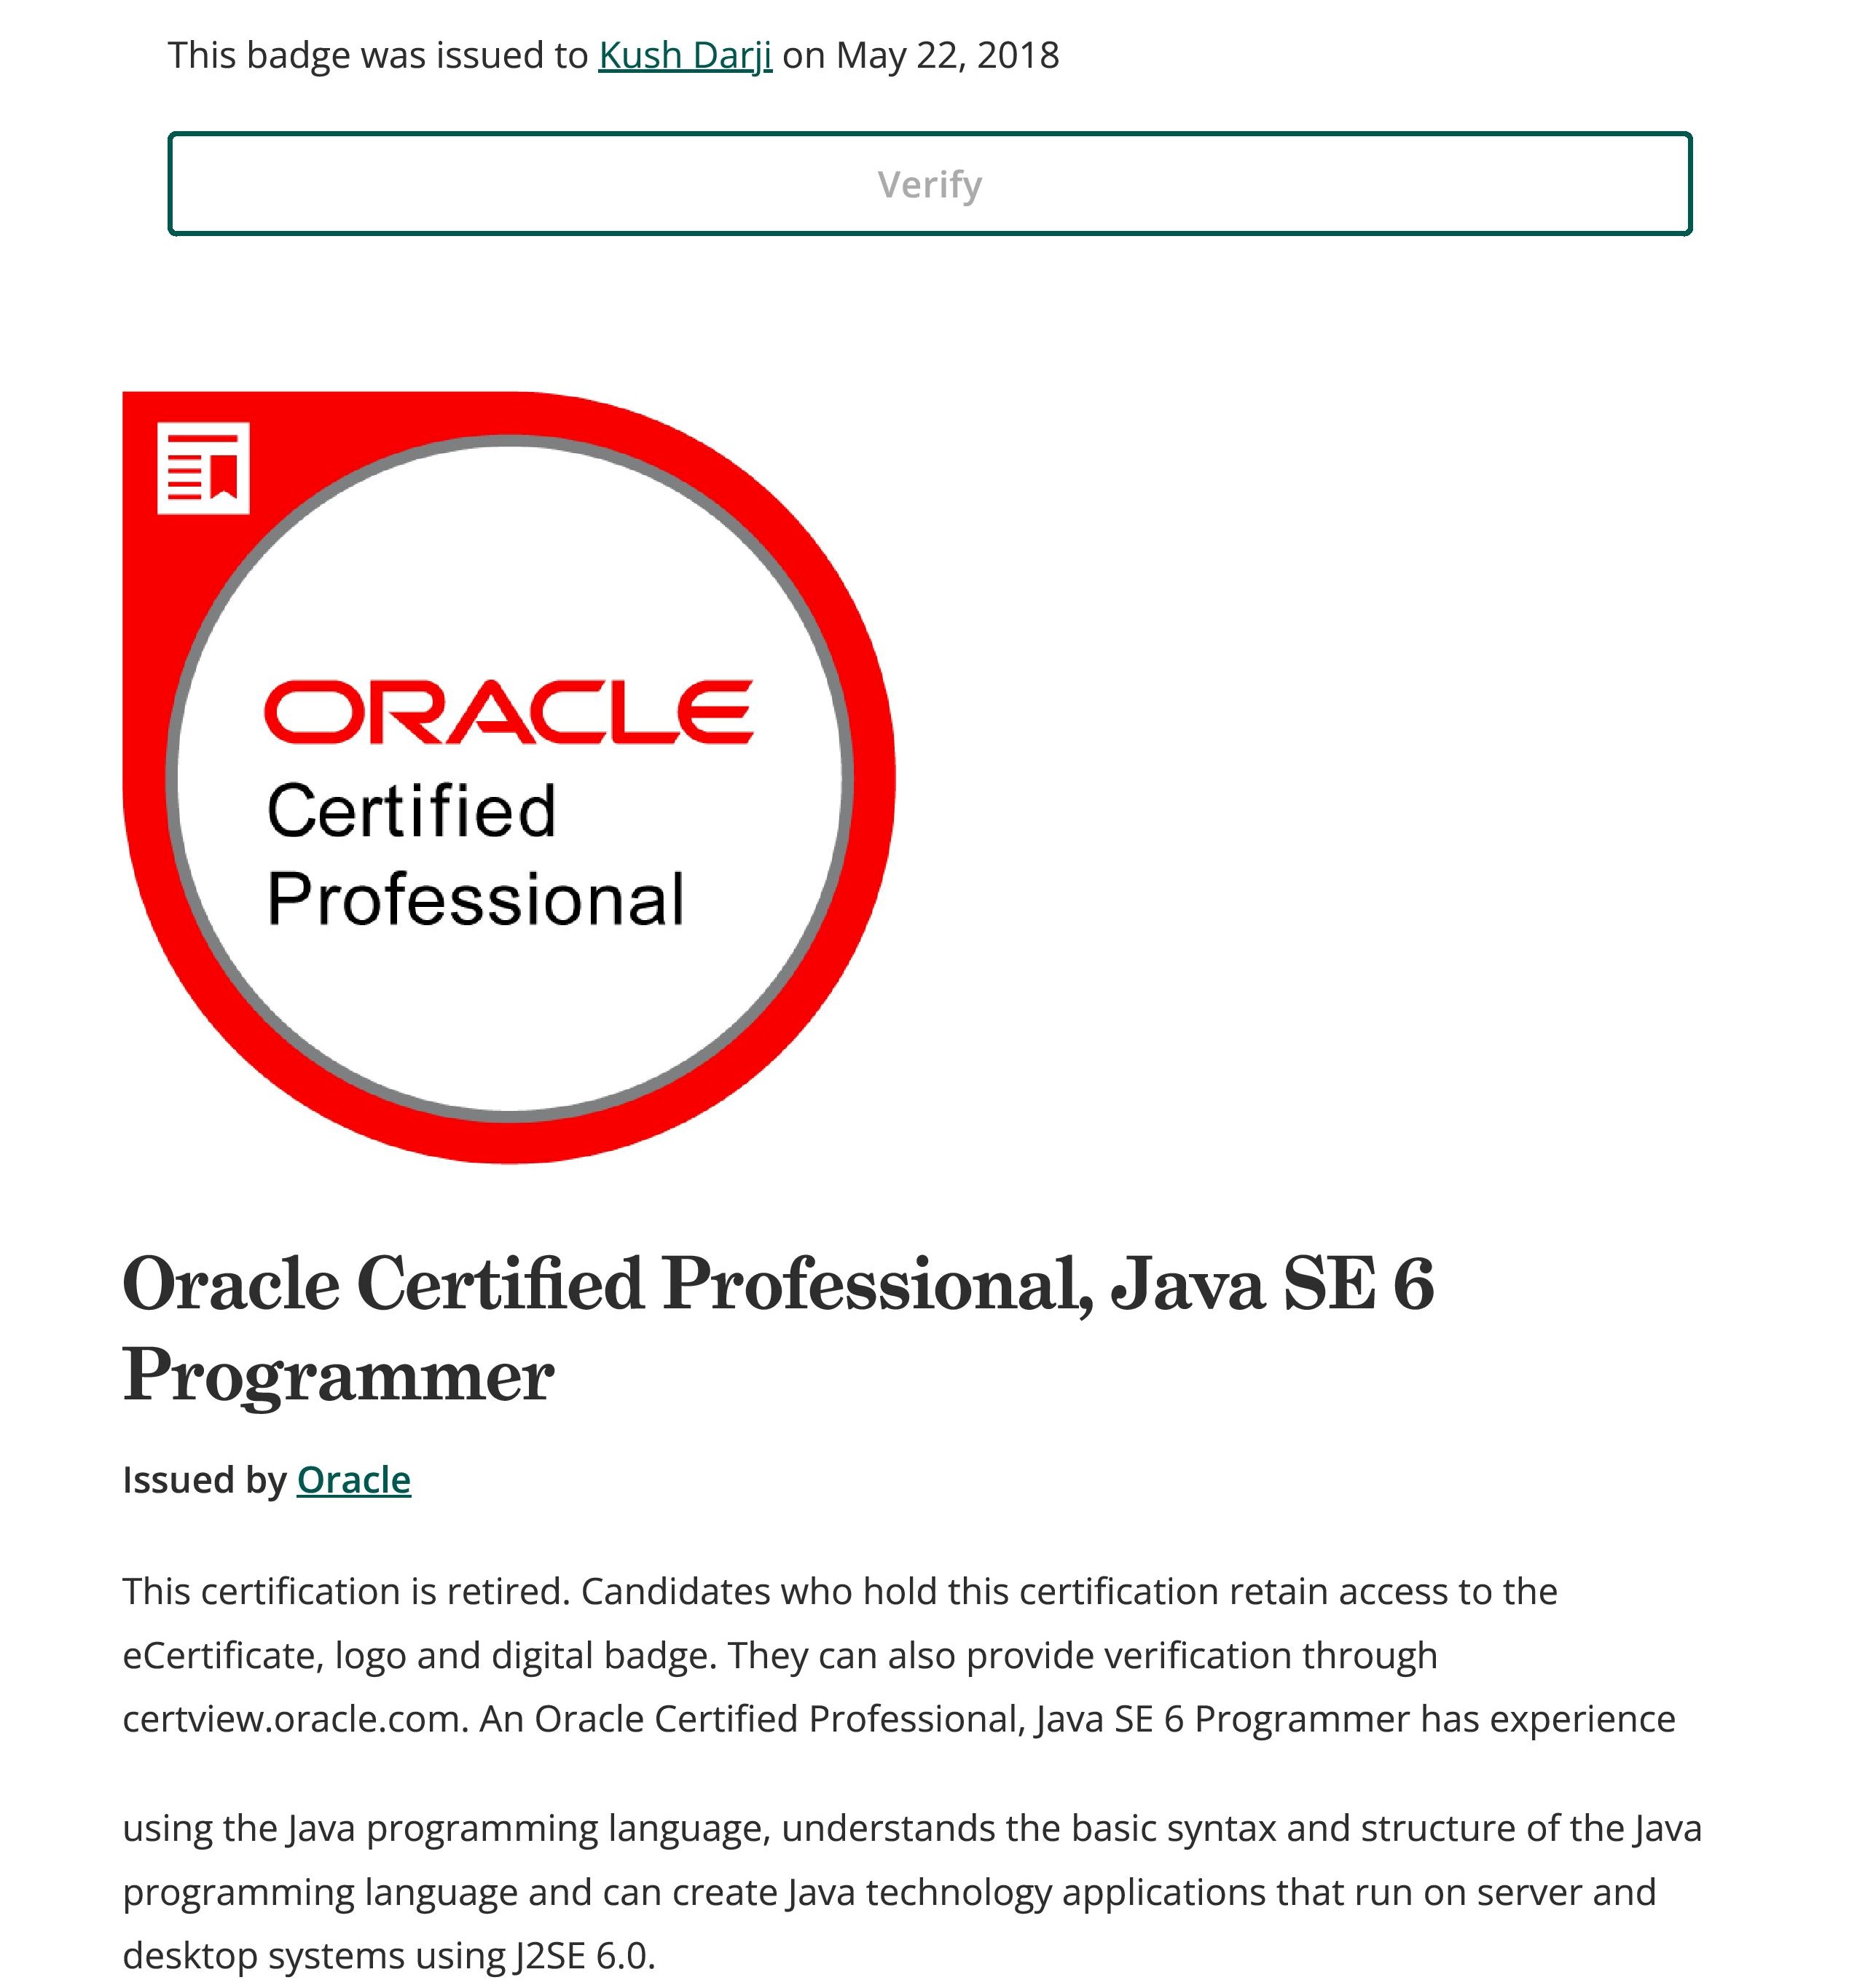 This badge was issued to Kush Darji on May 22, 2018
Verify
ORACLE
Certified
Professional
Oracle Certified Professional, Java SE 6
Programmer
Issued by Oracle
This certification is retired. Candidates who hold this certification retain access to the
eCertificate, logo and digital badge. They can also provide verification through
certview.oracle.com. An Oracle Certified Professional, Java SE 6 Programmer has experience
using the Java programming language, understands the basic syntax and structure of the Java
programming language and can create Java technology applications that run on server and
desktop systems using J2SE 6.0.